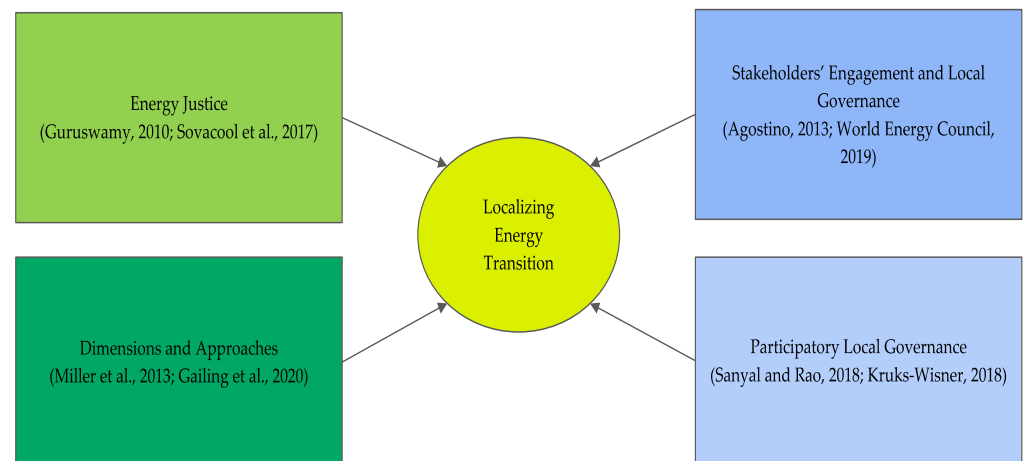 Energy Justice
(Guruswamy, 2010; Sovacool et al., 2017)
Stakeholders’ Engagement and Local
Governance
(Agostino, 2013; World Energy Council,
2019)
Localizing
Energy
Transition
Dimensions and Approaches
(Miller et al., 2013; Gailing et al., 2020)
Participatory Local Governance
(Sanyal and Rao, 2018; Kruks-Wisner, 2018)